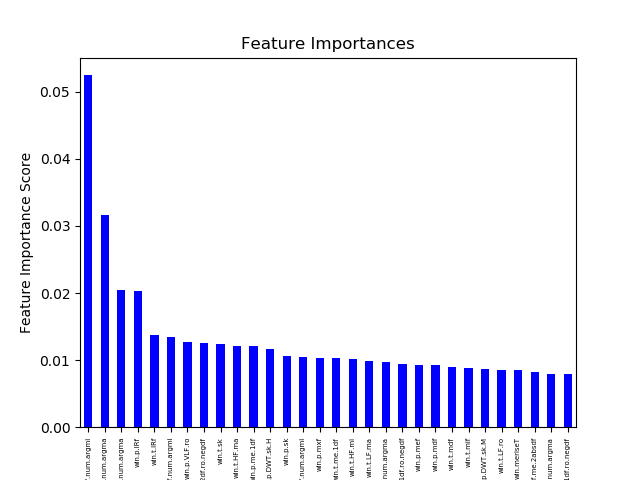 Feature Importances
Feature Importance Score
0.05
0.04
0.03
0.02
0.01
0.00
.num.argmi
.num.argma
.num.argma
win.p.IRf
win.t.IRf
.num.argmi
win.p.VLF.ro
2df.ro.negdf
win.t.sk
win.t.HF.ma
win.p.me.1df
p.DWT.sk.H
win.p.sk
.num.argmi
win.p.mxf
win.t.me.1df
win.t.HF.mi
win.t.LF.ma
num.argma
1df.ro.negdf
win.p.mef
win.p.mdf
win.t.mdf
win.t.mif
p.DWT.sk.M
win.t.LF.ro
win.meriseT
f.me.2absdf
num.argma
1df.ro.negdf